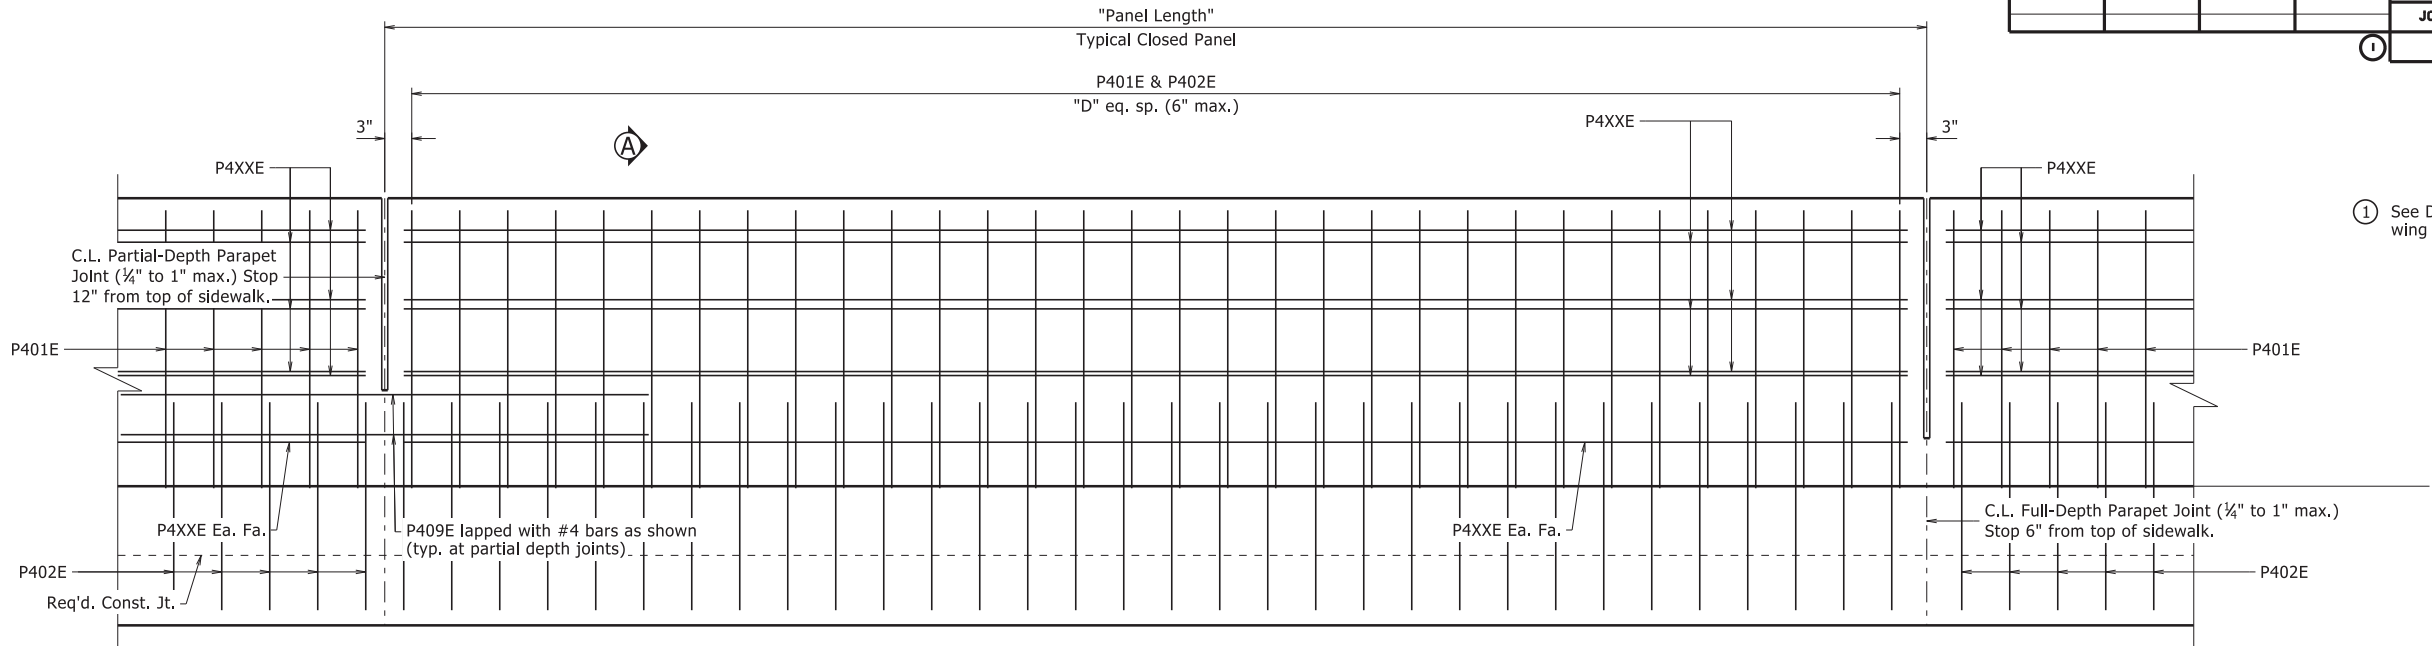 "Panel Length"
Typical Closed Panel
JO
I
P401E & P402E
"D" eq. sp. (6" max.)
3"
A
P4XXE
3"
P4XXE
P4XXE
1 See D
wing
C.L. Partial-Depth Parapet
Joint (¼" to 1" max.) Stop
12" from top of sidewalk.
P401E
P401E
P4XXE Ea. Fa.
P409E lapped with #4 bars as shown
(typ. at partial depth joints)
P4XXE Ea. Fa.
C.L. Full-Depth Parapet Joint (¼" to 1" max.)
Stop 6" from top of sidewalk.
P402E
P402E
Req'd. Const. Jt.